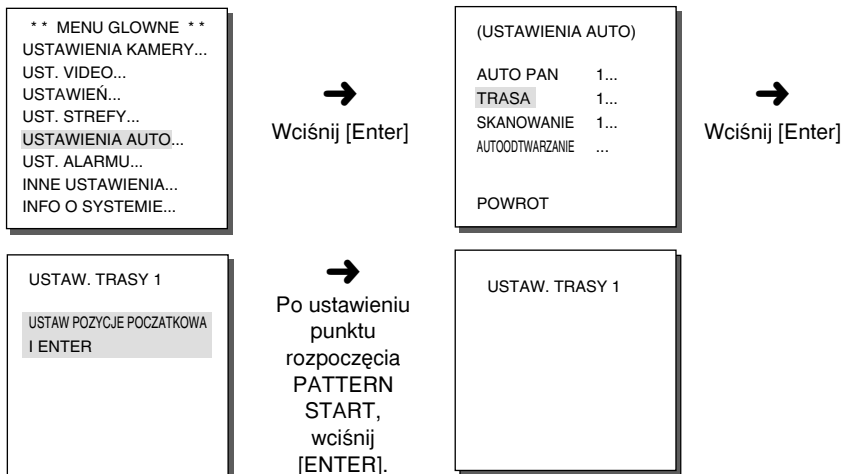 * * MENU GLOWNE * *
USTAWIENIA KAMERY...
UST. VIDEO...
USTAWIEŃ...
UST. STREFY...
USTAWIENIA AUTO...
UST. ALARMU...
INNE USTAWIENIA...
INFO O SYSTEMIE...
➔
Wciśnij [Enter]
(USTAWIENIA AUTO)
AUTO PAN 1...
TRASA 1...
SKANOWANIE 1...
AUTOODTWARZANIE ...
POWROT
➔
Wciśnij [Enter]
USTAW. TRASY 1
USTAW POZYCJE POCZATKOWA
I ENTER
➔
Po ustawieniu
punktu
rozpoczęcia
PATTERN
START,
wciśnij
[ENTER].
USTAW. TRASY 1